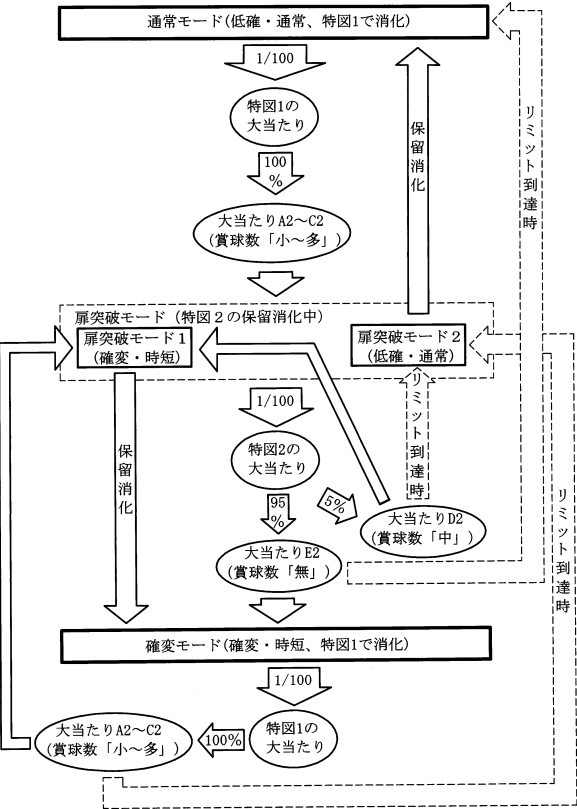 通常モード(低確・通常、特図1で消化)
1/100
特図1の
大当たり
100
%
大当たりA2～C2
(賞球数「小～多」)
保留消化
リミット到達時
扉突破モード(特図2の保留消化中)
扉突破モード1
(確変・時短)
扉突破モード2
(低確・通常)
1/100
リミット到達時
保留消化
特図2の
大当たり
95
%
5%
大当たりD2
(賞球数「中」)
大当たりE2
(賞球数「無」)
リミット到達時
確変モード(確変・時短、特図1で消化)
1/100
大当たりA2～C2
(賞球数「小～多」)
100%
特図1の
大当たり